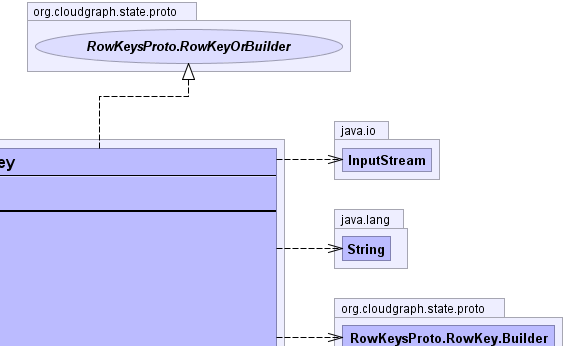 org.cloudgraph.state.proto
RowKeysProto.RowKeyOrBuilder
java.io
ey
InputStream
java.lang
String
org.cloudgraph.state.proto
RowKeysProto.RowKey.Builder